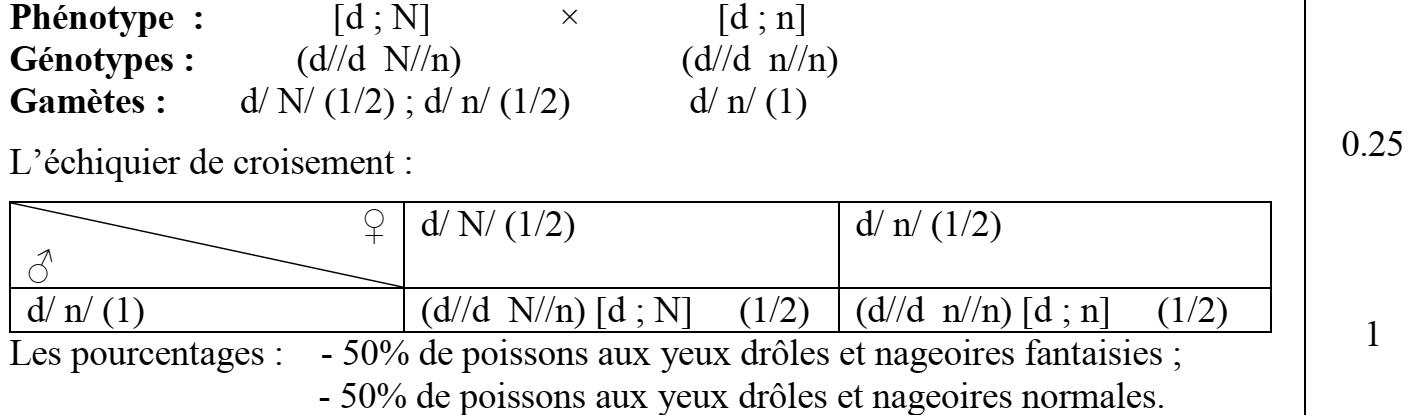 Phénotype : [d ; N] × [d ; n]
Génotypes : (d//d N//n) (d//d n//n)
Gamètes : d/ N/ (1/2) ; d/ n/ (1/2) d/ n/ (1)
0.25
L’échiquier de croisement :
♀ d/ N/ (1/2) d/ n/ (1/2)
♂
d/ n/ (1) (d//d N//n) [d ; N] (1/2) (d//d n//n) [d ; n] (1/2)
1
Les pourcentages : - 50% de poissons aux yeux drôles et nageoires fantaisies ;
- 50% de poissons aux yeux drôles et nageoires normales.